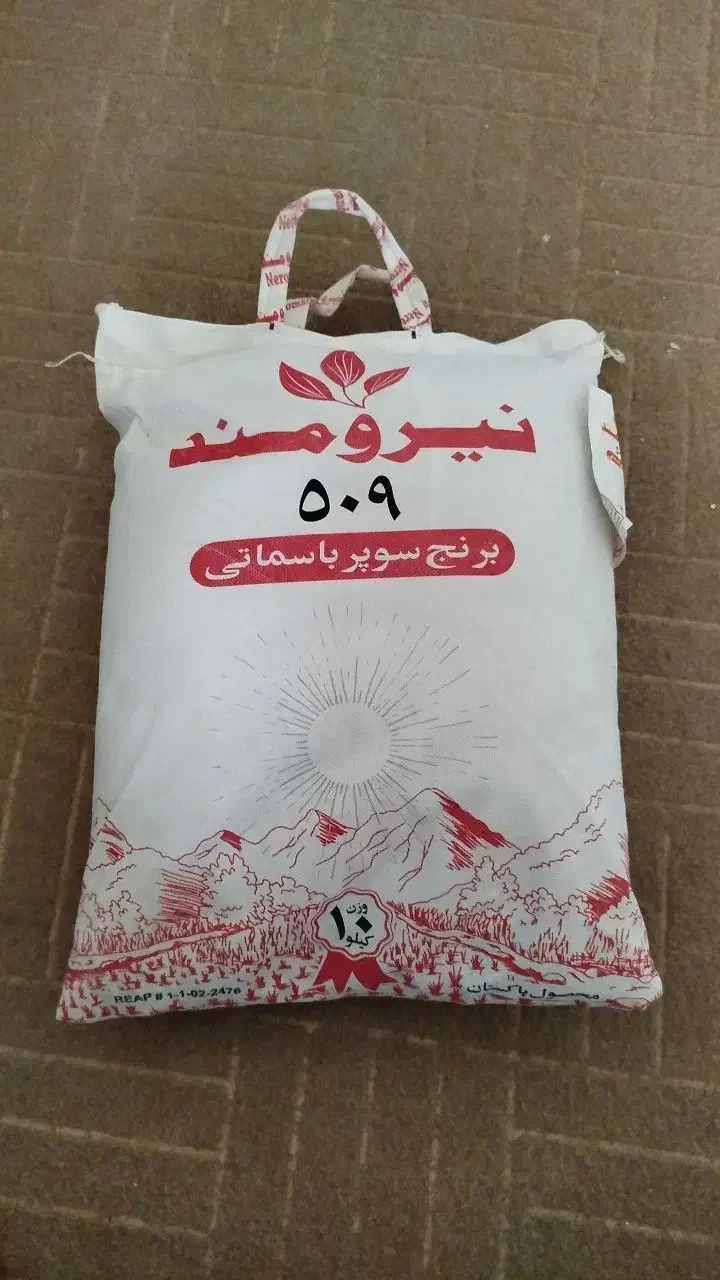 نیرومند
۵۰۹
برنج سوپر باسماتی
وزن
۱۰
کیلو
REAP # 1-1-02-2476
محصول پاکستان